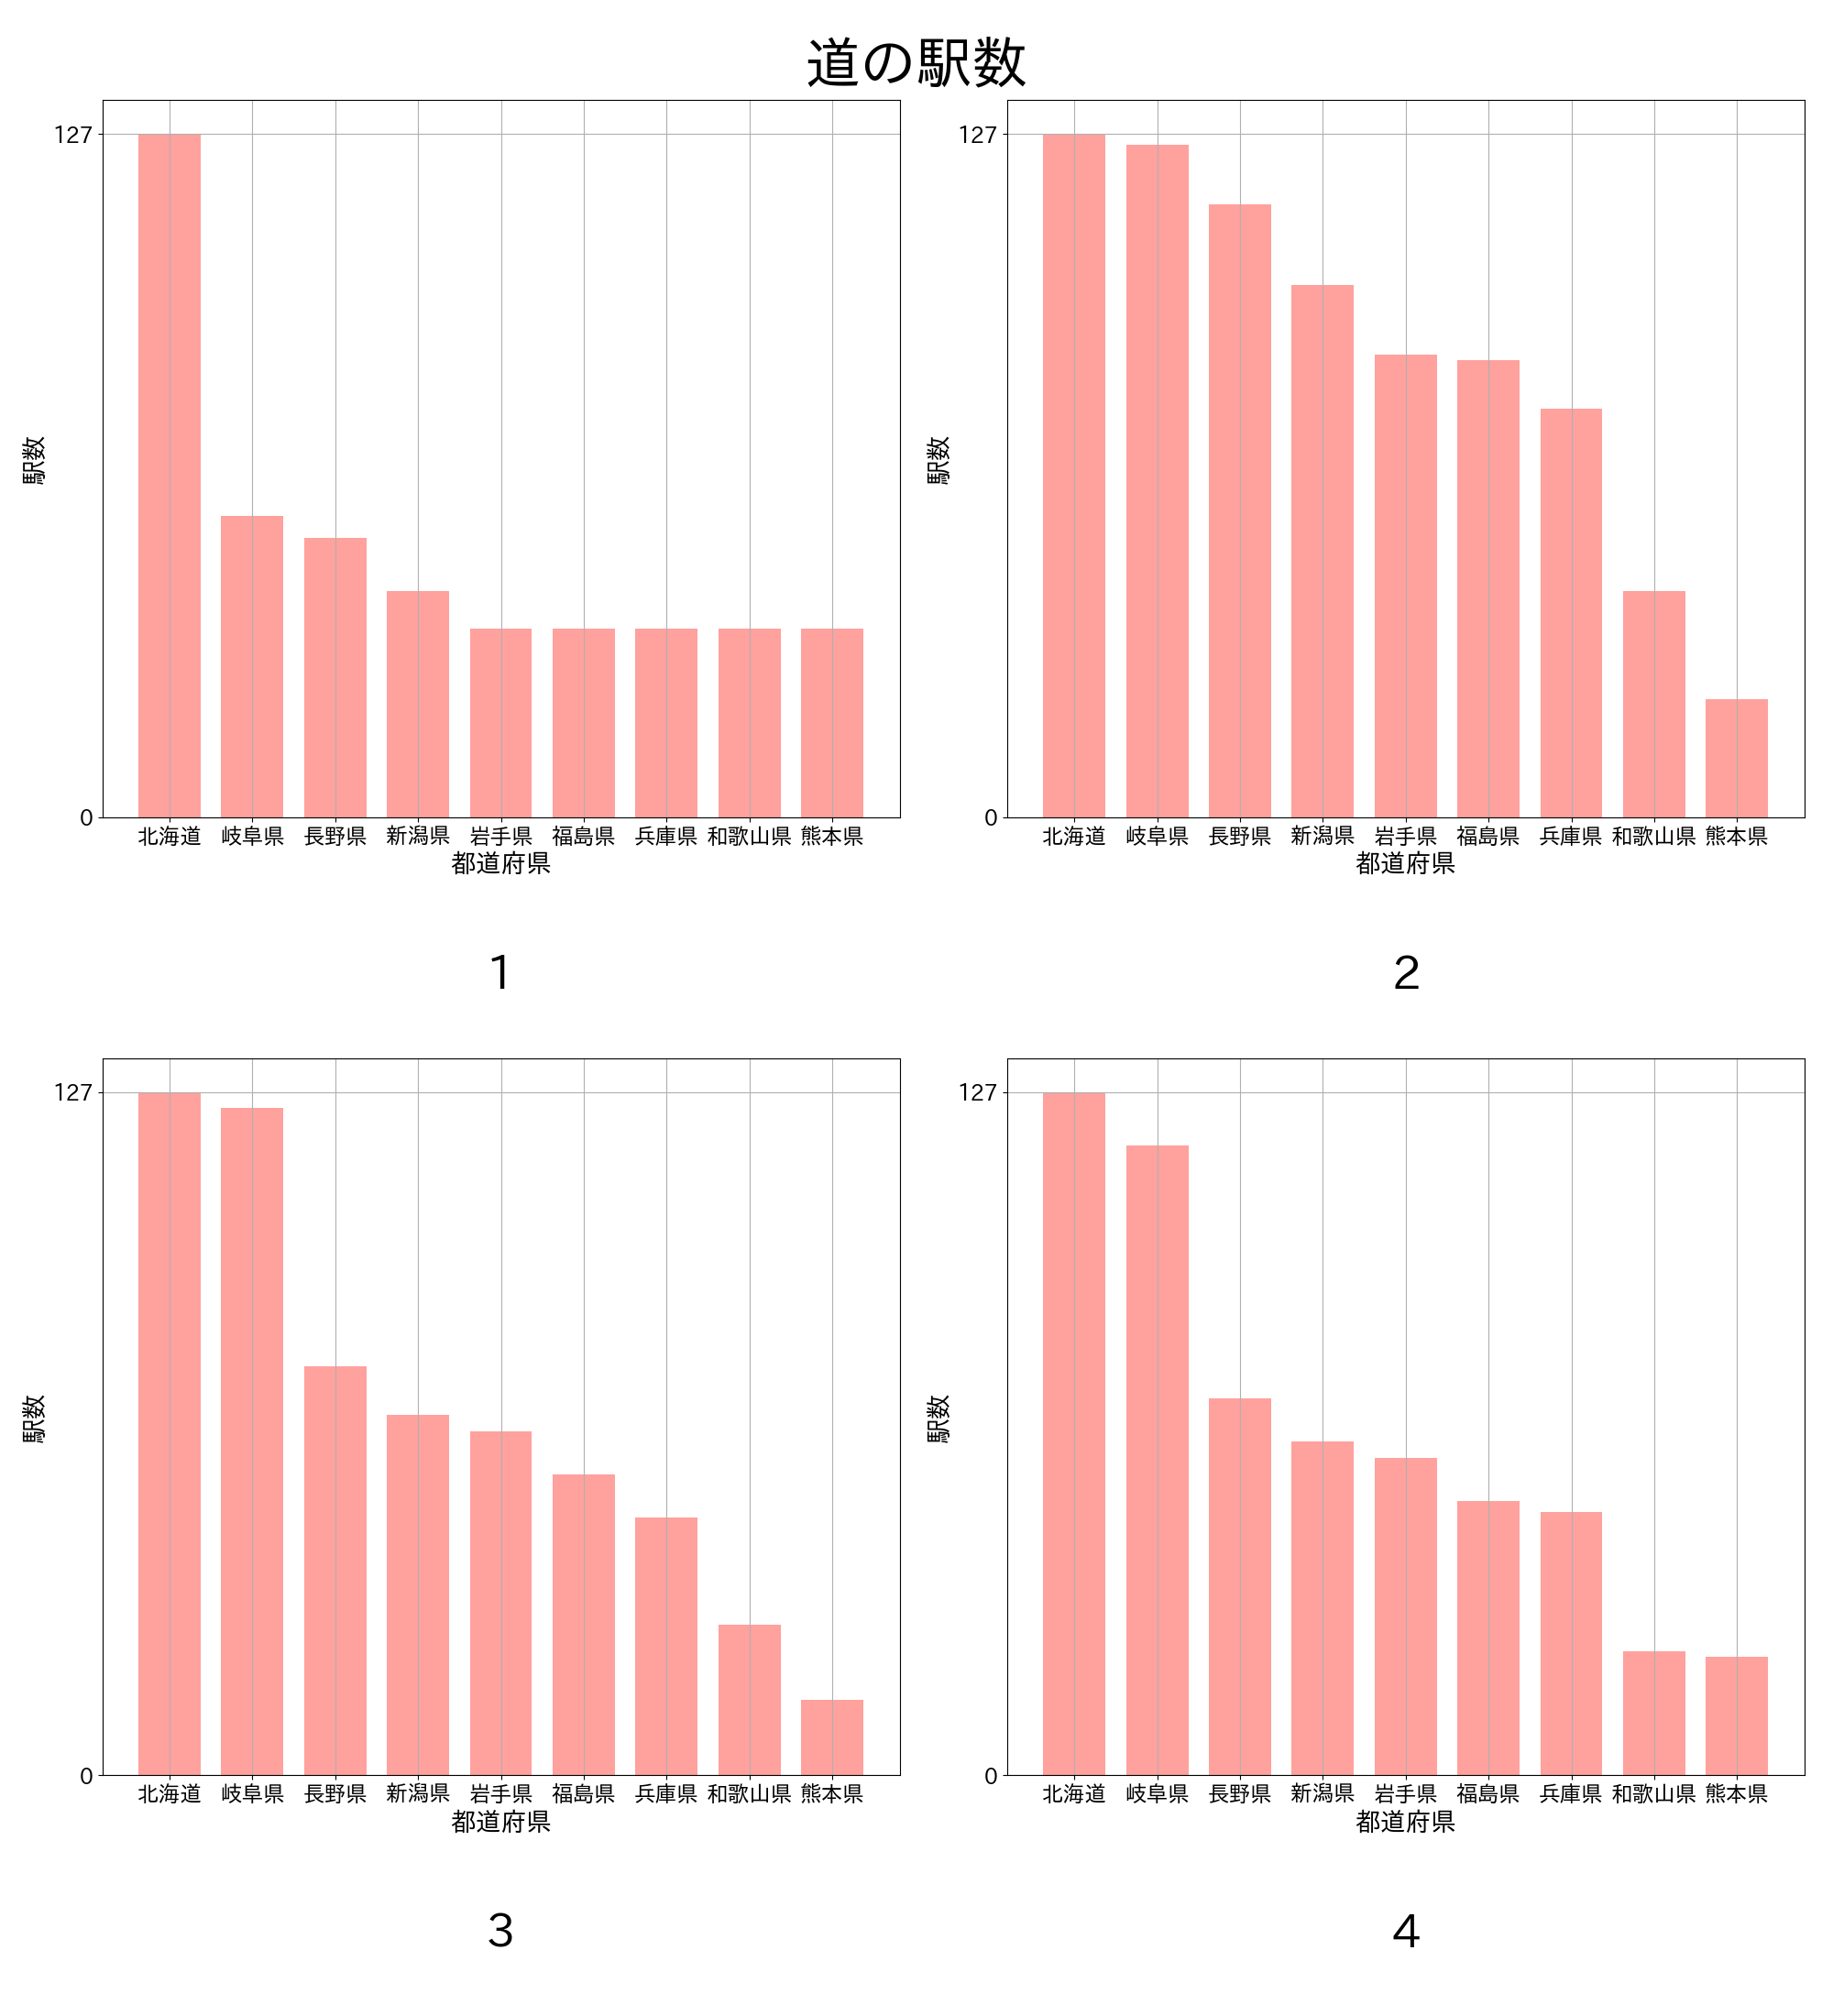 道の駅数
127
0
駅数
北海道 岐阜県 長野県 新潟県 岩手県 福島県 兵庫県 和歌山県 熊本県
都道府県
1
127
0
駅数
北海道 岐阜県 長野県 新潟県 岩手県 福島県 兵庫県 和歌山県 熊本県
都道府県
2
127
0
駅数
北海道 岐阜県 長野県 新潟県 岩手県 福島県 兵庫県 和歌山県 熊本県
都道府県
3
127
0
駅数
北海道 岐阜県 長野県 新潟県 岩手県 福島県 兵庫県 和歌山県 熊本県
都道府県
4